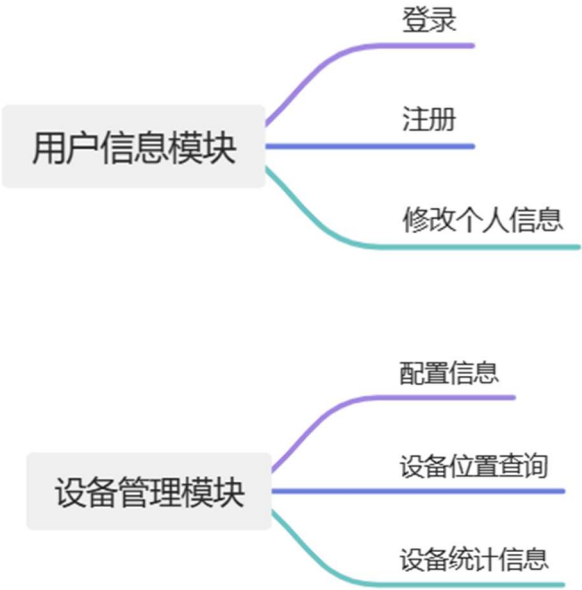 登录
注册
用户信息模块
修改个人信息
配置信息
设备位置查询
设备管理模块
设备统计信息